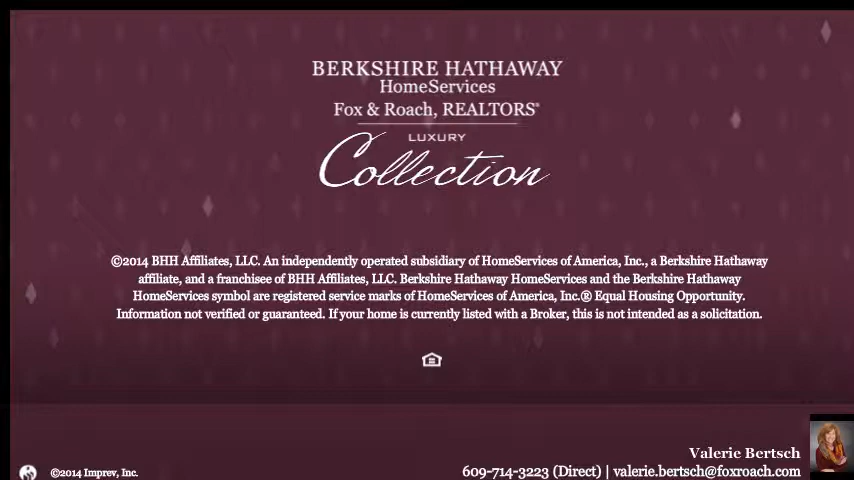 BERKSHIRE HATHAWAY
HomeServices
Fox & Roach, REALTORS®
LUXURY
Collection
©2014 BHH Affiliates, LLC. An independently operated subsidiary of HomeServices of America, Inc., a Berkshire Hathaway
affiliate, and a franchisee of BHH Affiliates, LLC. Berkshire Hathaway HomeServices and the Berkshire Hathaway
HomeServices symbol are registered service marks of HomeServices of America, Inc.® Equal Housing Opportunity.
Information not verified or guaranteed. If your home is currently listed with a Broker, this is not intended as a solicitation.
Valerie Bertsch
©2014 Imprev, Inc.
609-714-3223 (Direct) | valerie.bertsch@foxroach.com